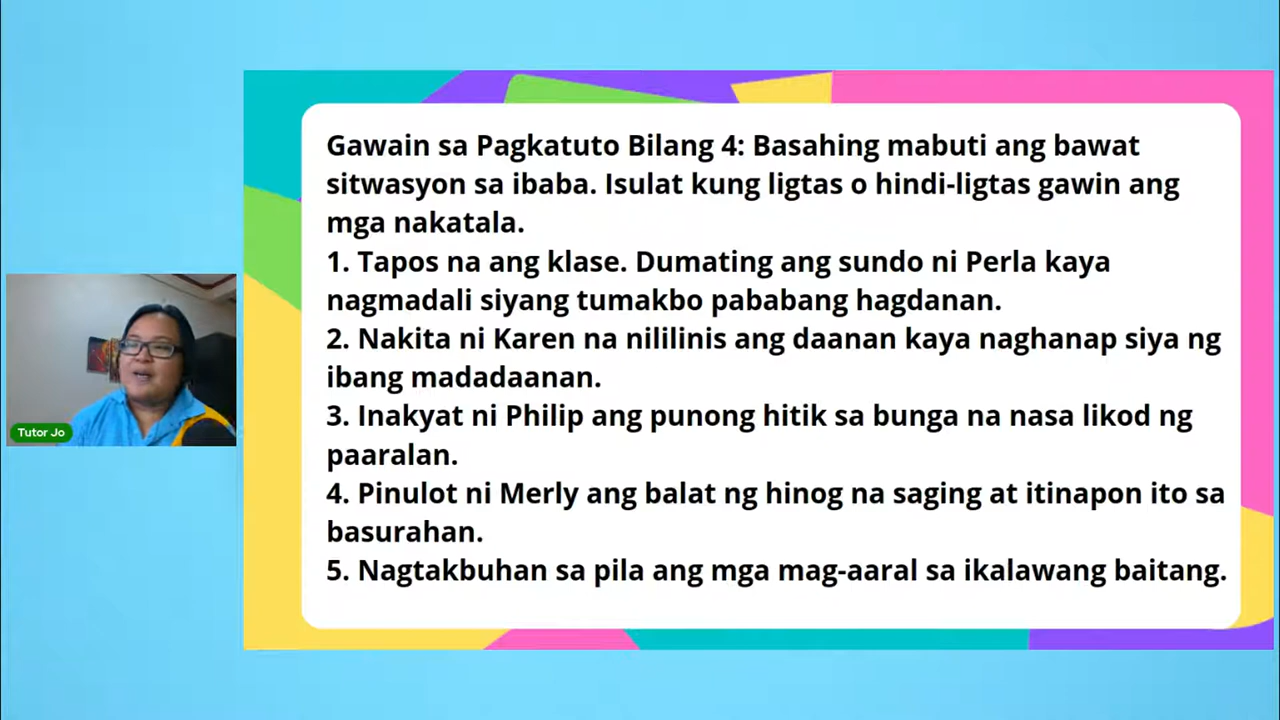 Gawain sa Pagkatuto Bilang 4: Basahing mabuti ang bawat
sitwasyon sa ibaba. Isulat kung ligtas o hindi-ligtas gawin ang
mga nakatala.
1. Tapos na ang klase. Dumating ang sundo ni Perla kaya
nagmadali siyang tumakbo pababang hagdanan.
2. Nakita ni Karen na nililinis ang daanan kaya naghanap siya ng
ibang madadaanan.
3. Inakyat ni Philip ang punong hitik sa bunga na nasa likod ng
paaralan.
4. Pinulot ni Merly ang balat ng hinog na saging at itinapon ito sa
basurahan.
5. Nagtakbuhan sa pila ang mga mag-aaral sa ikalawang baitang.
Tutor Jo